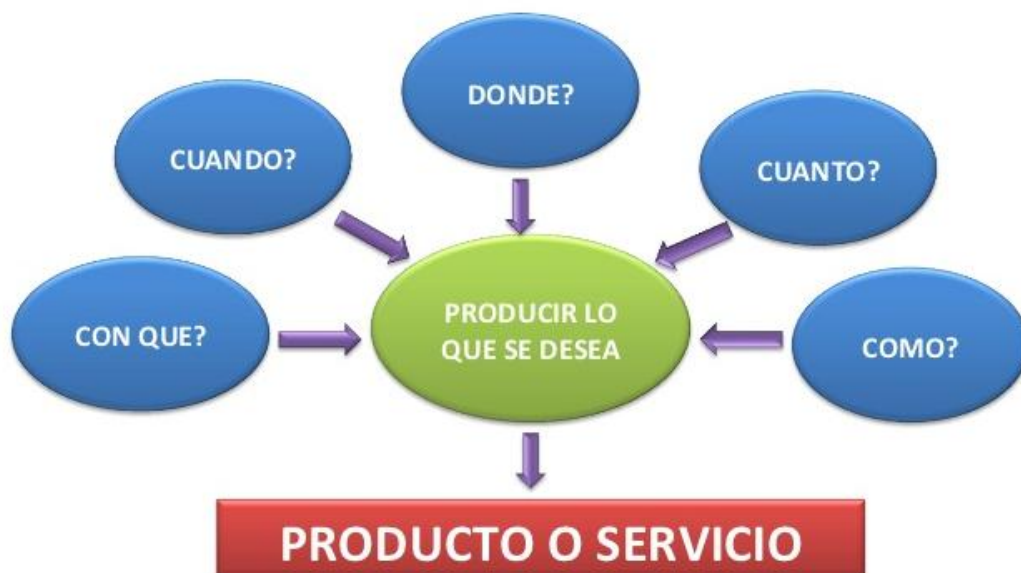 DONDE?
CUANDO?
CUANTO?
CON QUE?
PRODUCIR LO
QUE SE DESEA
COMO?
PRODUCTO O SERVICIO